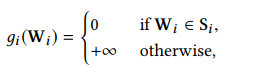 g_i(W_i) = { 0 if W_i ∈ S_i,
+∞ otherwise,